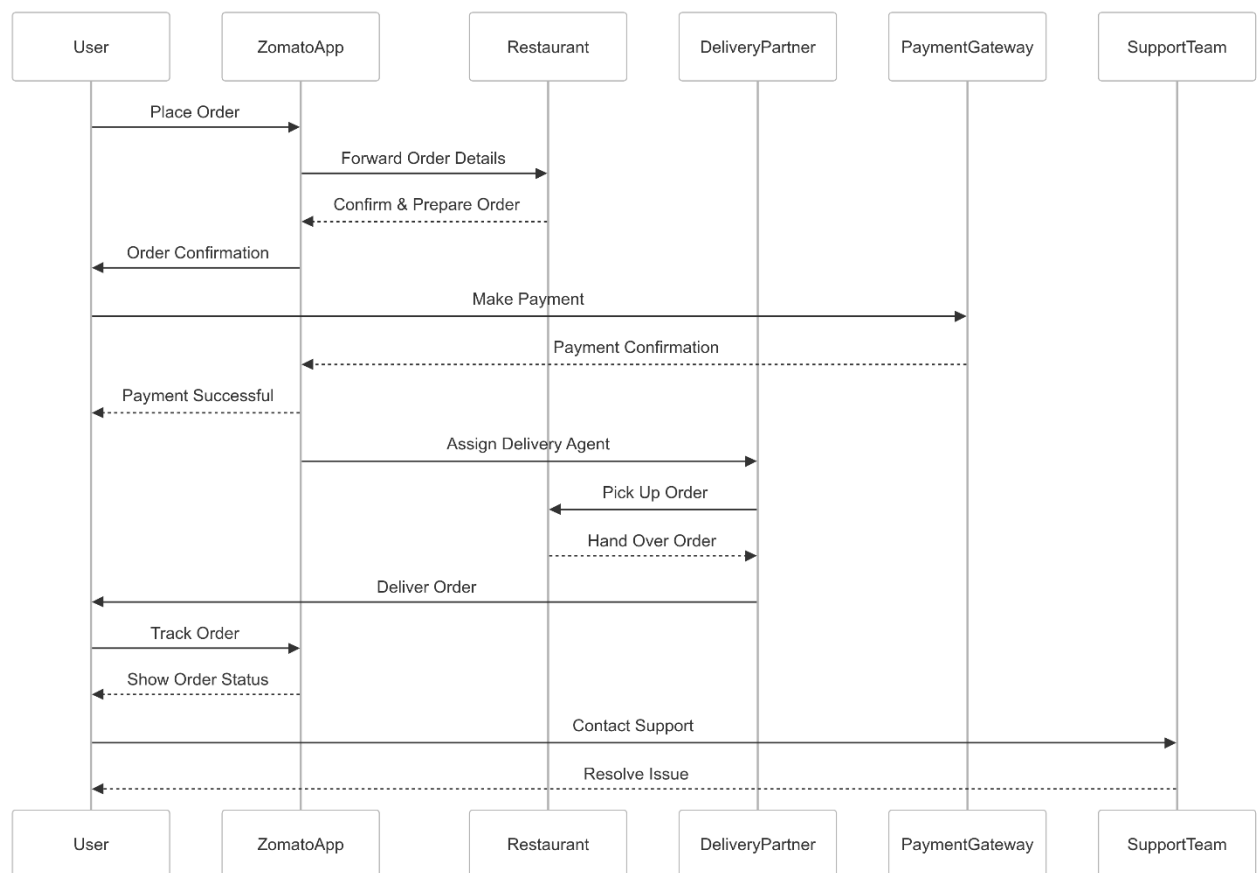 User
ZomatoApp
Restaurant
DeliveryPartner
PaymentGateway
SupportTeam
Place Order
Forward Order Details
Confirm & Prepare Order
Order Confirmation
Make Payment
Payment Confirmation
Payment Successful
Assign Delivery Agent
Pick Up Order
Hand Over Order
Deliver Order
Track Order
Show Order Status
Contact Support
Resolve Issue
User
ZomatoApp
Restaurant
DeliveryPartner
PaymentGateway
SupportTeam